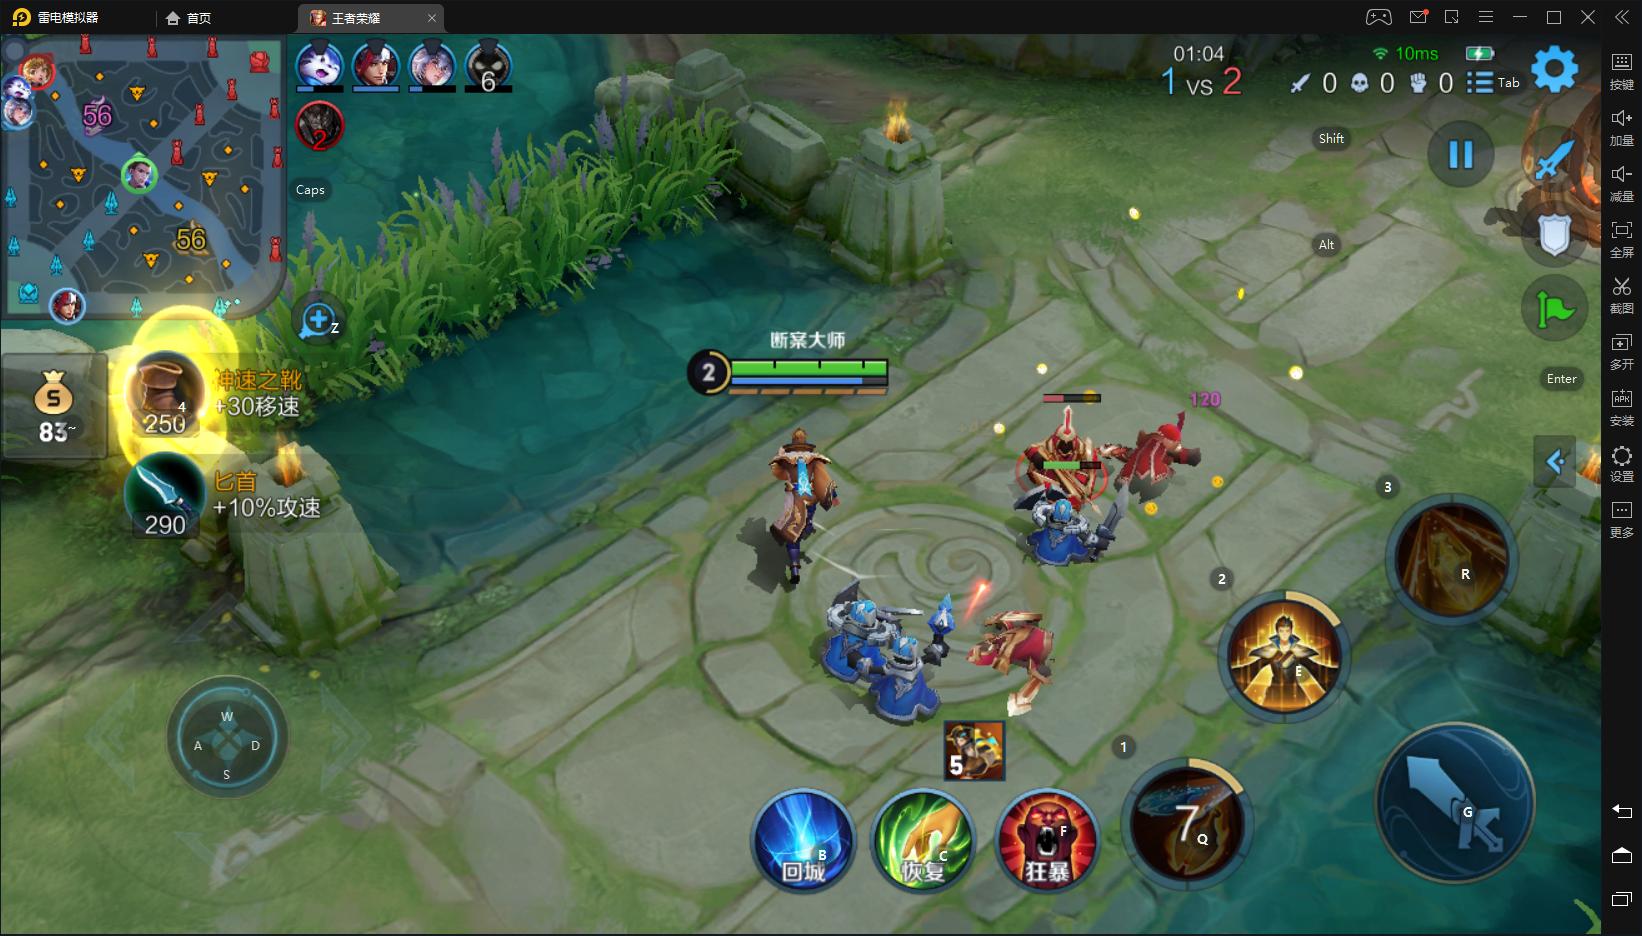 雷电模拟器
首页
王者荣耀
56
56
6
2
Caps
Z
01:04
1 vs 2
10ms
0
0
0
Tab
Shift
Alt
Enter
按键
加量
减量
全屏
截图
多开
安装
设置
更多
APK
S
83~
4
250
神速之靴
+30移速
290
匕首
+10%攻速
断案大师
2
120
3
R
2
E
1
7
Q
G
W
A
D
S
5
B
回城
C
恢复
F
狂暴